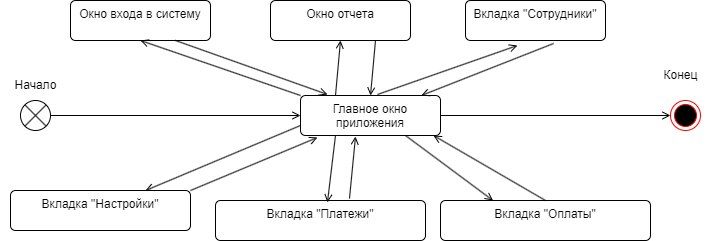 Окно входа в систему
Окно отчета
Вкладка "Сотрудники"
Начало
Конец
Главное окно
приложения
Вкладка "Настройки"
Вкладка "Платежи"
Вкладка "Оплаты"